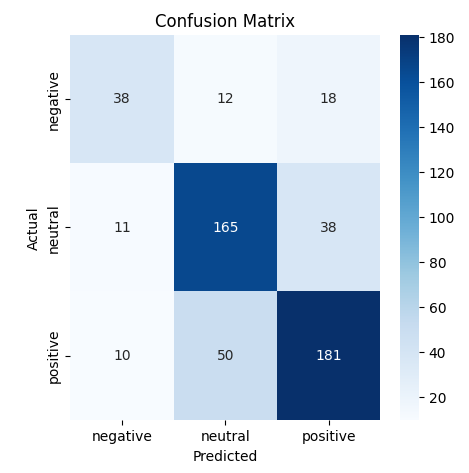 Confusion Matrix
negative
neutral
positive
Actual
38 12 18
11 165 38
10 50 181
negative neutral positive
Predicted
180
160
140
120
100
80
60
40
20